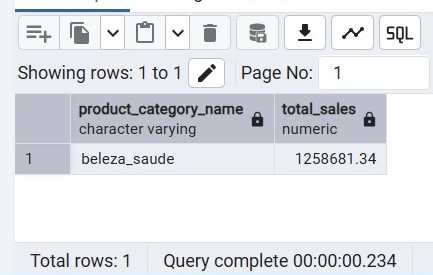 SQL
Showing rows: 1 to 1 Page No: 1
product_category_name total_sales
character varying numeric
1 beleza_saude 1258681.34
Total rows: 1 Query complete 00:00:00.234